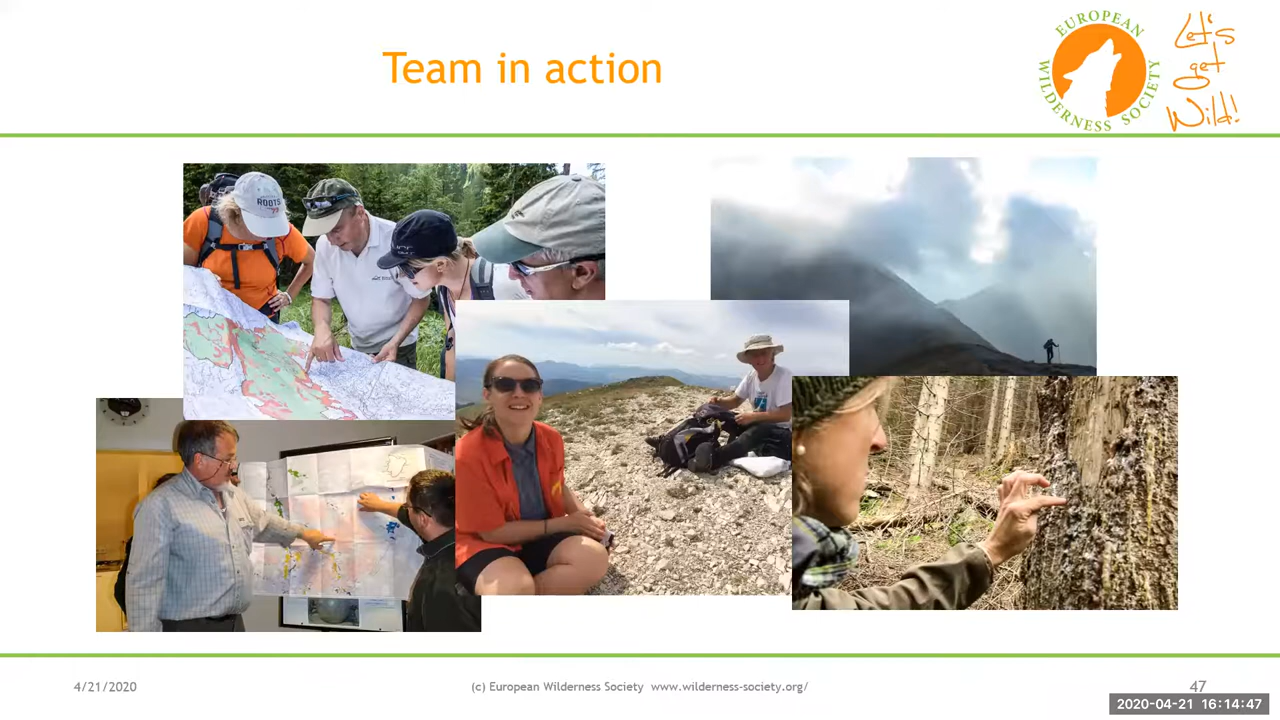 Team in action
EUROPEAN
WILDERNESS SOCIETY
Let's
get
Wild!
ROOTS
4/21/2020
(c) European Wilderness Society www.wilderness-society.org/
47
2020-04-21 16:14:47